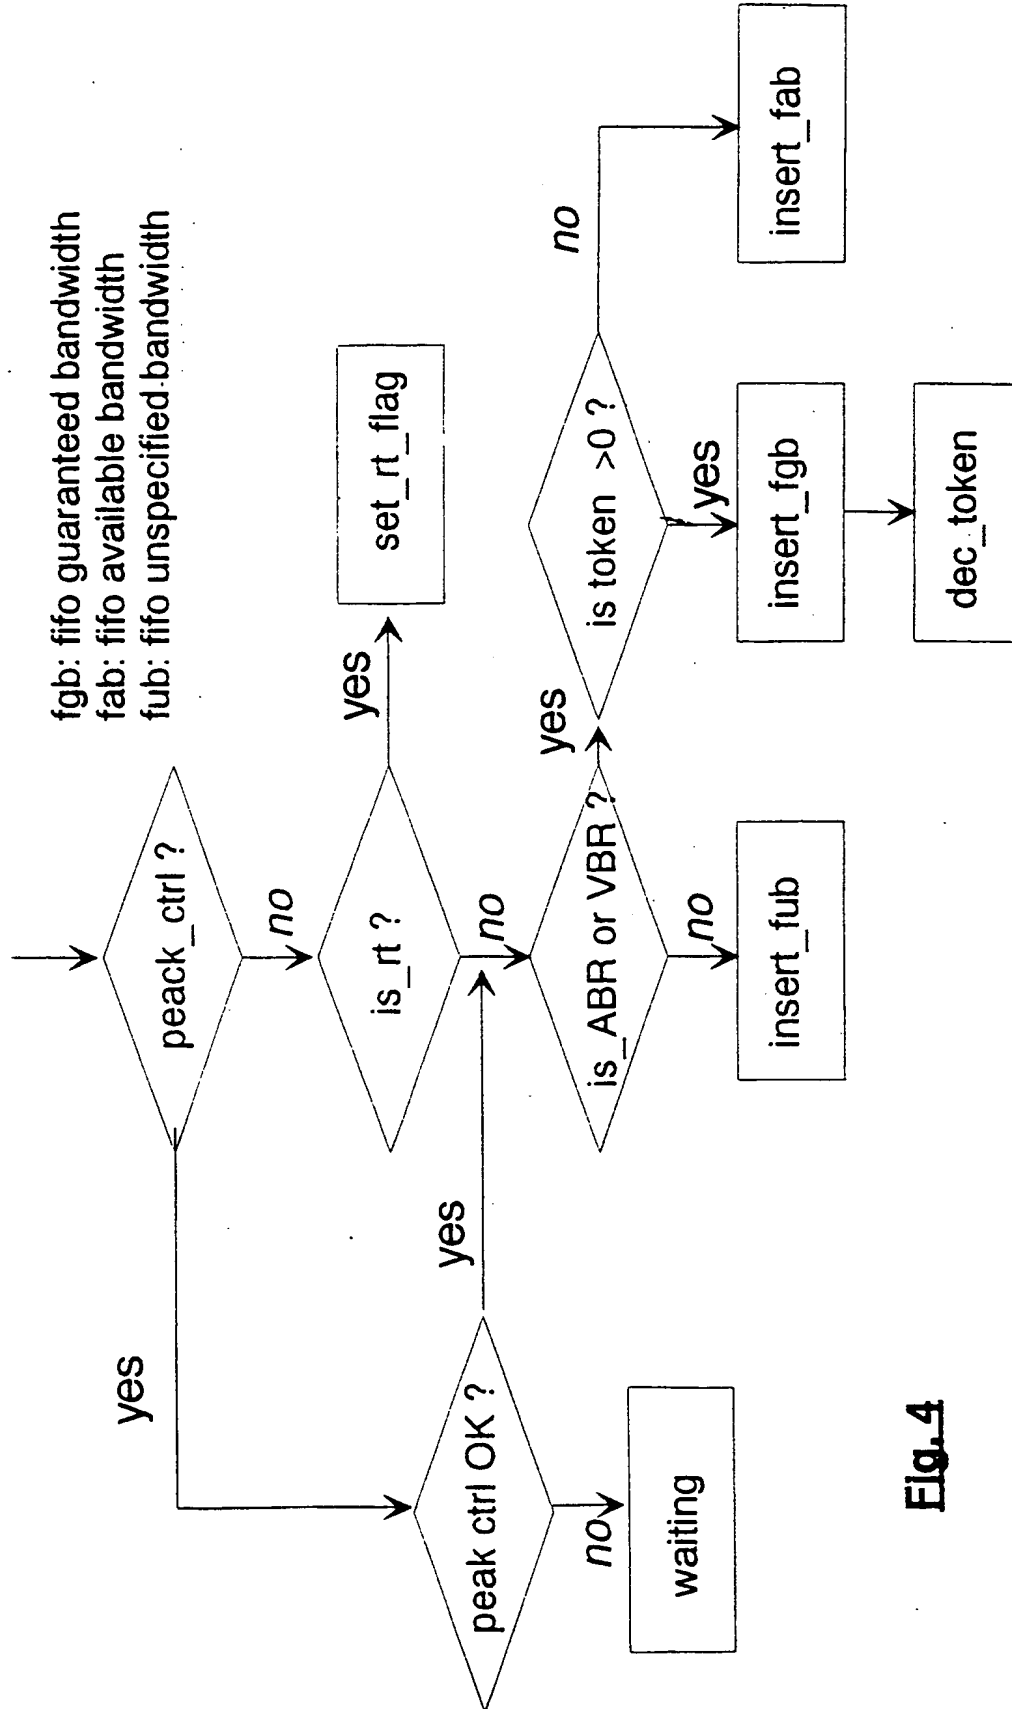 fgb: fifo guaranteed bandwidth
fab: fifo available bandwidth
fub: fifo unspecified bandwidth
peack_ctrl ?
yes
no
is_rt ?
yes
set_rt_flag
no
peak ctrl OK ?
yes
no
waiting
is_ABR or VBR ?
yes
no
insert_fub
is token >0 ?
no
yes
insert_fgb
insert_fab
dec_token
Fig. 4